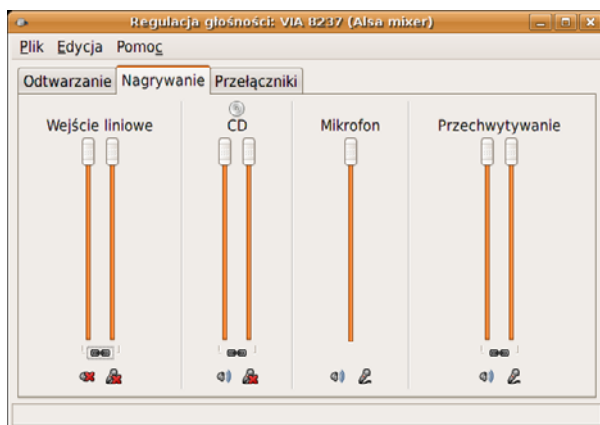 Regulacja głośności: VIA 8237 (Alsa mixer)
Plik Edycja Pomoc
Odtwarzanie Nagrywanie Przełączniki
Wejście liniowe CD Mikrofon Przechwytywanie